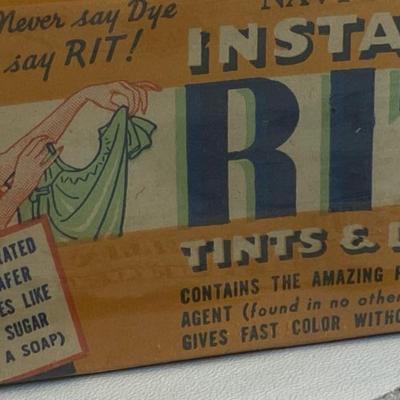 Never say Dye
say RIT!
INSTA
RI
TINTS & D
CONTAINS THE AMAZING
AGENT (found in no other
GIVES FAST COLOR WITHO
RATED
AFER
ES LIKE
SUGAR
A SOAP)